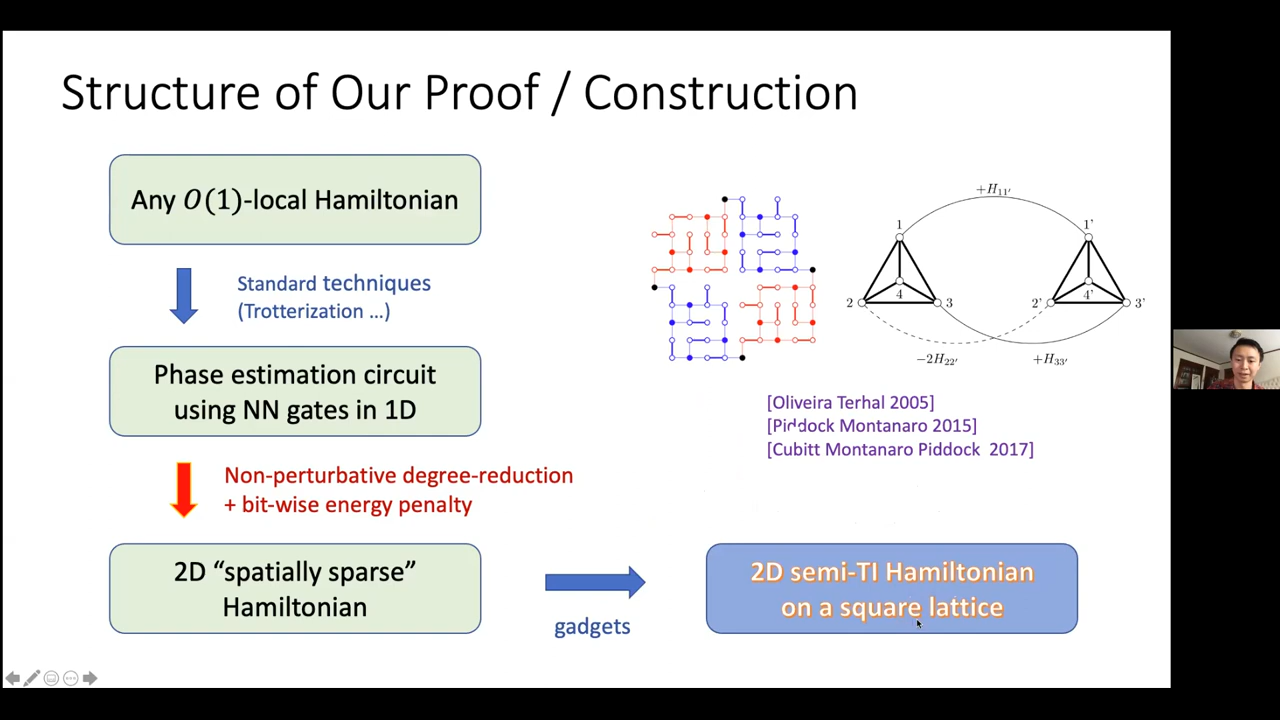 Structure of Our Proof / Construction
Any O(1)-local Hamiltonian
Standard techniques
(Trotterization ...)
Phase estimation circuit
using NN gates in 1D
Non-perturbative degree-reduction
+ bit-wise energy penalty
2D “spatially sparse”
Hamiltonian
gadgets
+H₁₁′
1
1'
2
4
3
2'
4'
3'
−2H₂₂′
+H₃₃′
[Oliveira Terhal 2005]
[Piddock Montanaro 2015]
[Cubitt Montanaro Piddock 2017]
2D semi-TI Hamiltonian
on a square lattice